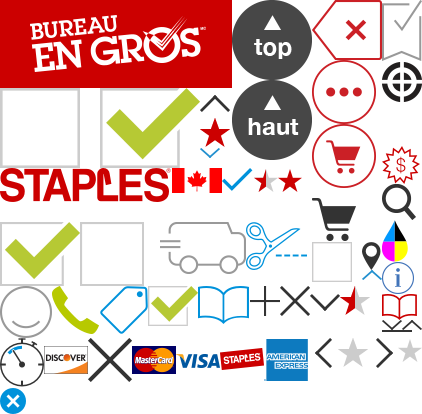 BUREAU
EN GROS
top
haut
STAPLES
$
i
DISCOVER
MasterCard
VISA
STAPLES
AMERICAN
EXPRESS